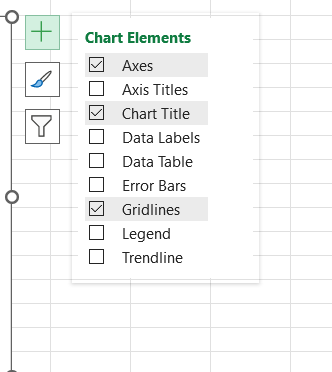 Chart Elements
Axes
Axis Titles
Chart Title
Data Labels
Data Table
Error Bars
Gridlines
Legend
Trendline